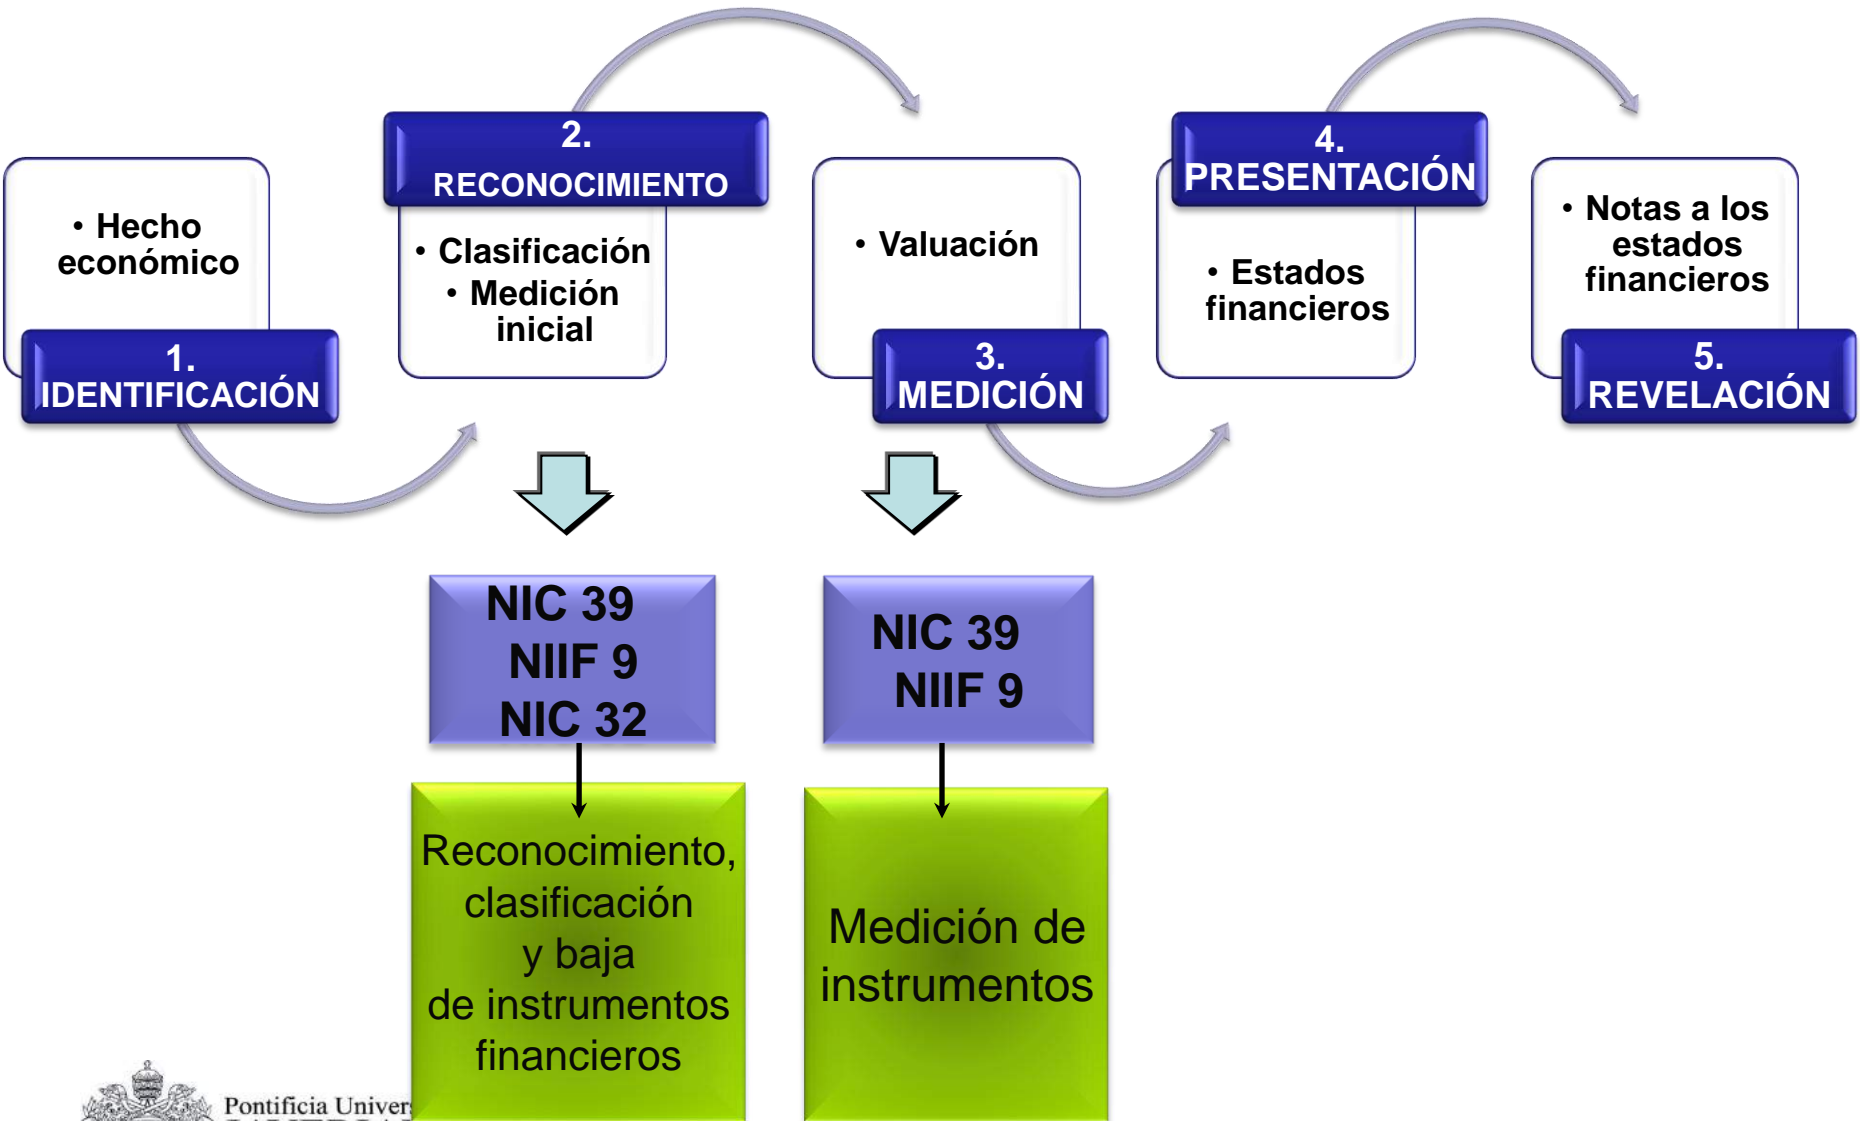 • Hecho
económico
1.
IDENTIFICACIÓN
2.
RECONOCIMIENTO
• Clasificación
• Medición
inicial
• Valuación
3.
MEDICIÓN
4.
PRESENTACIÓN
• Estados
financieros
• Notas a los
estados
financieros
5.
REVELACIÓN
NIC 39
NIIF 9
NIC 32
NIC 39
NIIF 9
Reconocimiento,
clasificación
y baja
de instrumentos
financieros
Medición de
instrumentos
Pontificia Univer